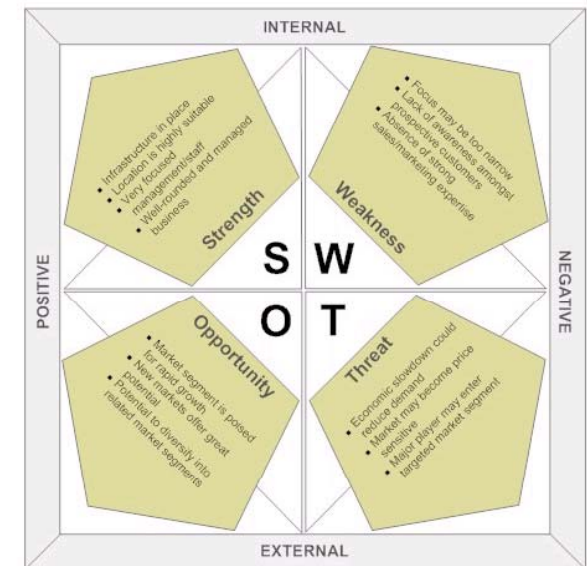 INTERNAL
POSITIVE
NEGATIVE
▪ Infrastructure in place
▪ Location is highly suitable
▪ Very focused
management/staff
▪ Well-rounded and managed
business
Strength
▪ Focus may be too narrow
▪ Lack of awareness amongst
prospective customers
▪ Absence of strong
sales/marketing expertise
Weakness
S W
O T
Opportunity
▪ Market segment is poised
for rapid growth
▪ New markets offer great
potential
▪ Potential to diversify into
related market segments
Threat
▪ Economic slowdown could
reduce demand
▪ Market may become price
sensitive
▪ Major player may enter
targeted market segment
EXTERNAL